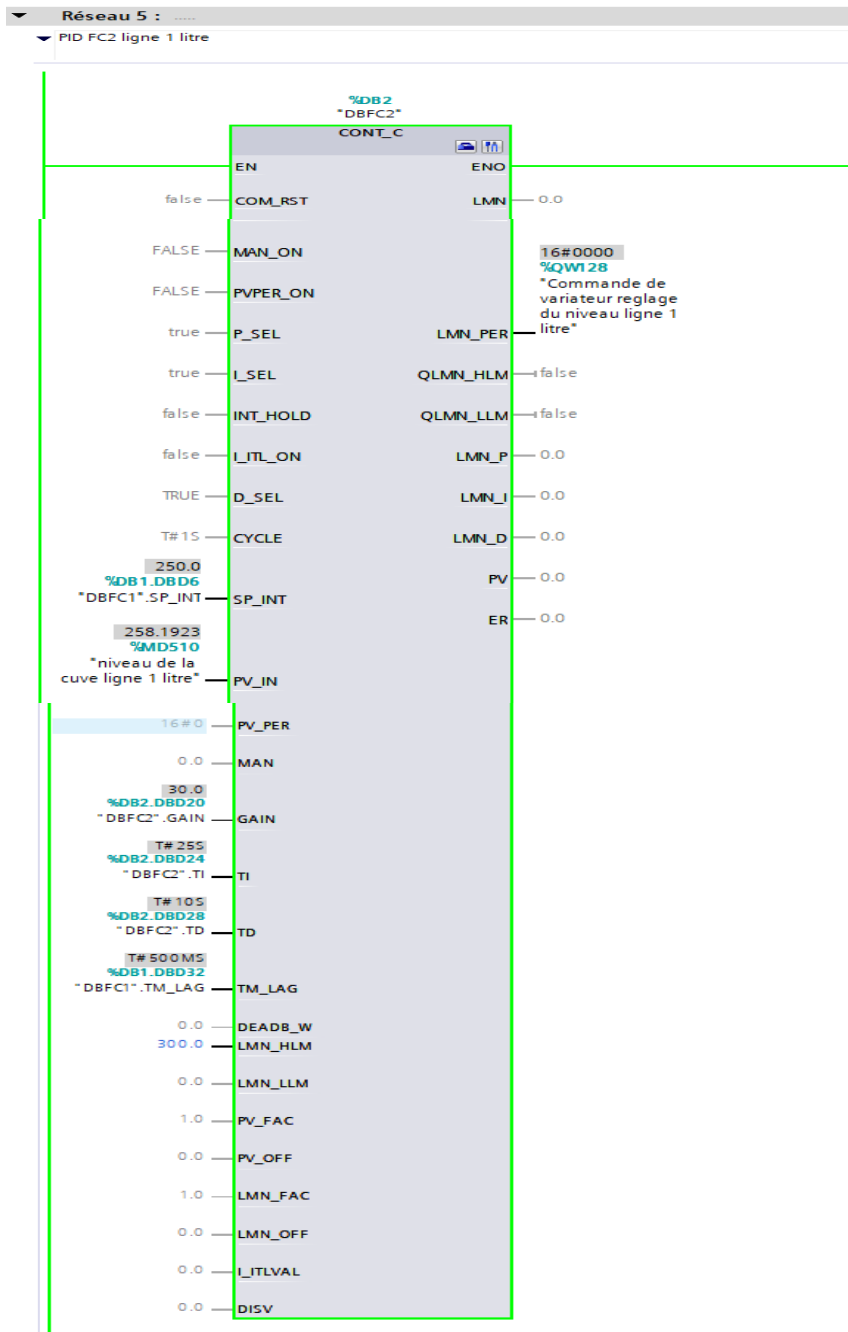 Réseau 5 : .....
PID FC2 ligne 1 litre
%DB2
"DBFC2"
CONT_C
EN ENO
false COM_RST LMN 0.0
FALSE MAN_ON
16#0000
%QW128
"Commande de
variateur reglage
du niveau ligne 1
litre"
FALSE PVPER_ON
true P_SEL LMN_PER
true I_SEL QLMN_HLM false
false INT_HOLD QLMN_LLM false
false I_ITL_ON LMN_P 0.0
TRUE D_SEL LMN_I 0.0
T#1S CYCLE LMN_D 0.0
250.0
%DB1.DBD6
"DBFC1".SP_INT SP_INT
PV 0.0
ER 0.0
258.1923
%MD510
"niveau de la
cuve ligne 1 litre" PV_IN
16#0 PV_PER
0.0 MAN
30.0
%DB2.DBD20
"DBFC2".GAIN GAIN
T#25S
%DB2.DBD24
"DBFC2".TI TI
T#10S
%DB2.DBD28
"DBFC2".TD TD
T#500MS
%DB1.DBD32
"DBFC1".TM_LAG TM_LAG
0.0 DEADB_W
300.0 LMN_HLM
0.0 LMN_LLM
1.0 PV_FAC
0.0 PV_OFF
1.0 LMN_FAC
0.0 LMN_OFF
0.0 I_ITLVAL
0.0 DISV